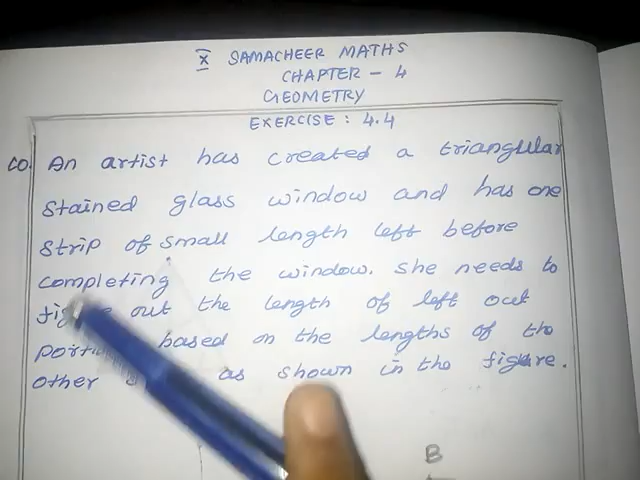 X SAMACHEER MATHS
CHAPTER - 4
GEOMETRY
EXERCISE : 4.4
10. An artist has created a triangular
stained glass window and has one
strip of small length left before
completing the window. She needs to
out the length of left out
based on the lengths of the
other as shown in the figure.
B